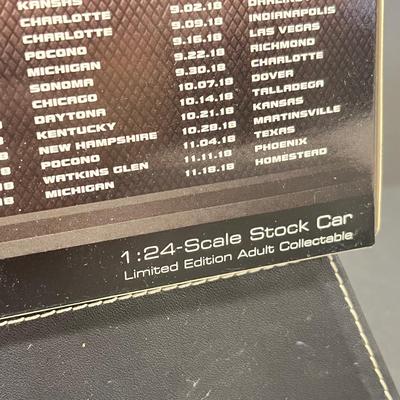 KANSAS
CHARLOTTE 9.02.18
CHARLOTTE 9.09.18 INDIANAPOLIS
POCONO 9.16.18 LAS VEGAS
MICHIGAN 9.22.18 RICHMOND
SONOMA 9.30.18 CHARLOTTE
CHICAGO 10.07.18 DOVER
DAYTONA 10.14.18 TALLADEGA
KENTUCKY 10.21.18 KANSAS
NEW HAMPSHIRE 10.28.18 MARTINSVILLE
POCONO 11.04.18 TEXAS
WATKINS GLEN 11.11.18 PHOENIX
MICHIGAN 11.18.18 HOMESTEAD
1:24-Scale Stock Car
Limited Edition Adult Collectable